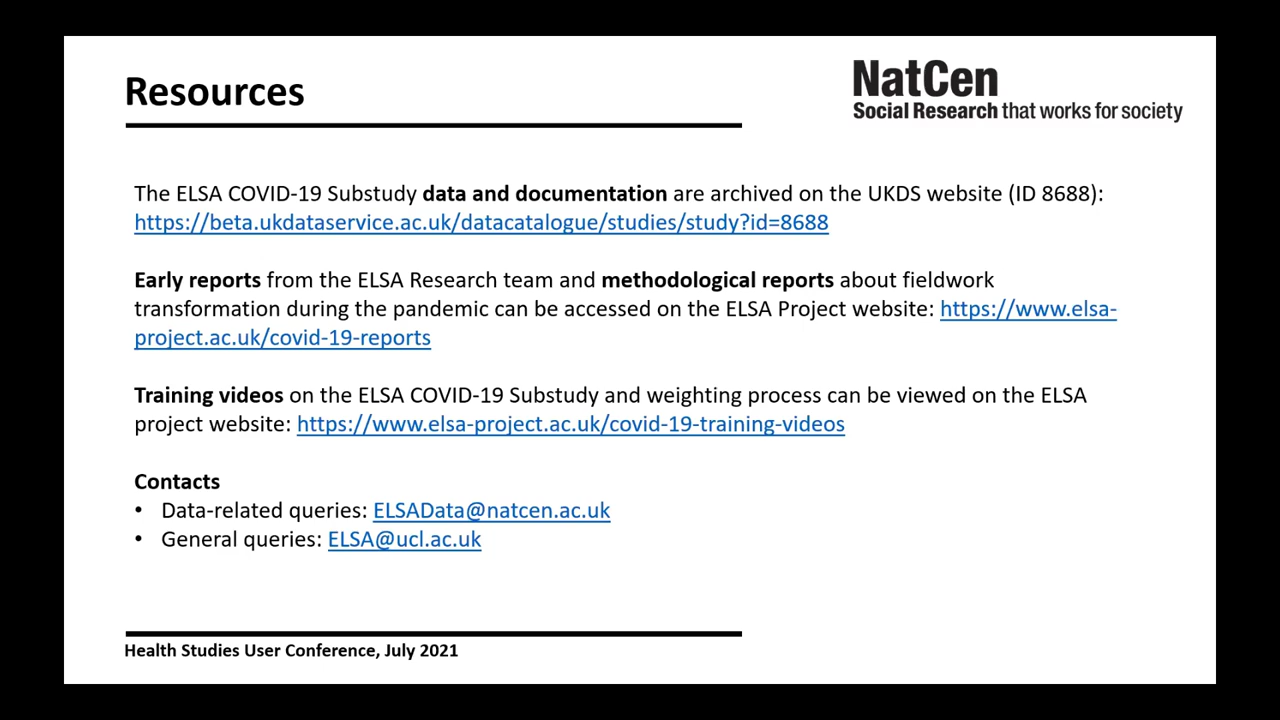 Resources
NatCen
Social Research that works for society
The ELSA COVID-19 Substudy data and documentation are archived on the UKDS website (ID 8688):
https://beta.ukdataservice.ac.uk/datacatalogue/studies/study?id=8688
Early reports from the ELSA Research team and methodological reports about fieldwork
transformation during the pandemic can be accessed on the ELSA Project website: https://www.elsa-
project.ac.uk/covid-19-reports
Training videos on the ELSA COVID-19 Substudy and weighting process can be viewed on the ELSA
project website: https://www.elsa-project.ac.uk/covid-19-training-videos
Contacts
• Data-related queries: ELSAData@natcen.ac.uk
• General queries: ELSA@ucl.ac.uk
Health Studies User Conference, July 2021